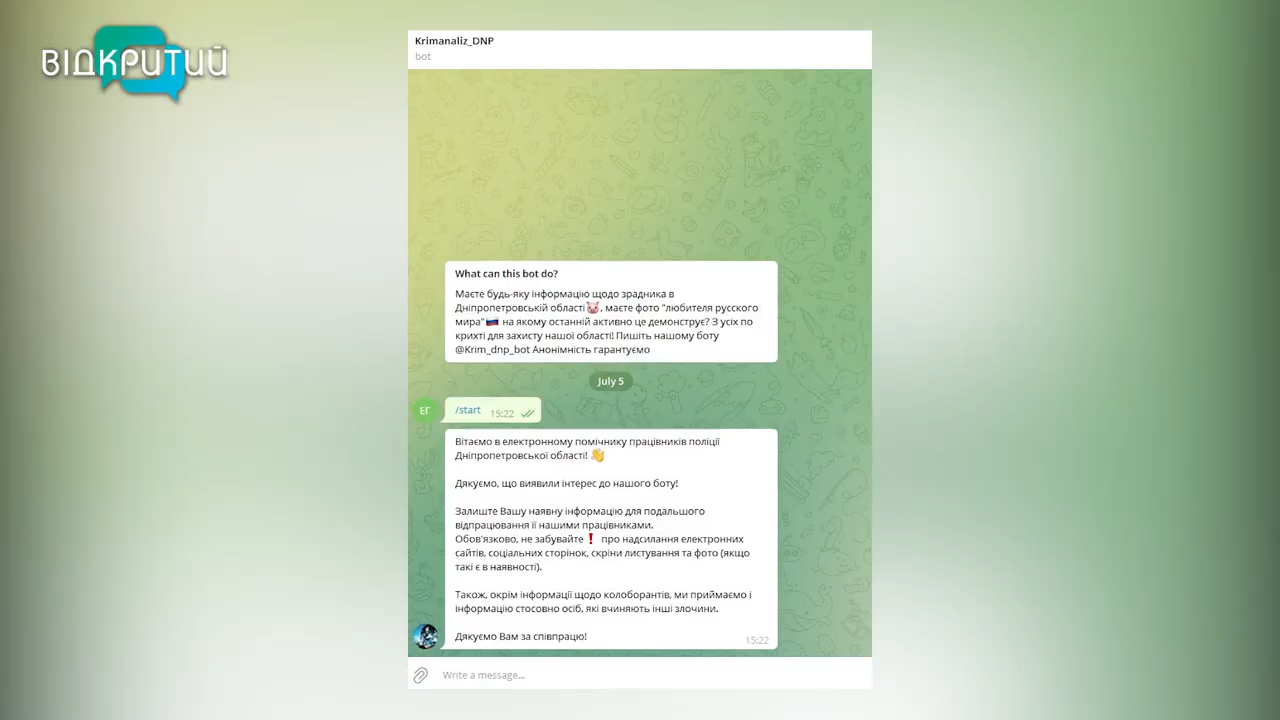 ВІДКРИТИЙ
Krimanaliz_DNP
bot
What can this bot do?
Маєте будь-яку інформацію щодо зрадника в
Дніпропетровській області🐷, маєте фото "любителя русского
мира"🇷🇺 на якому останній активно це демонструє? З усіх по
крихті для захисту нашої області! Пишіть нашому боту
@Krim_dnp_bot Анонімність гарантуємо
July 5
ЕГ
/start 15:22
Вітаємо в електронному помічнику працівників поліції
Дніпропетровської області! 👋
Дякуємо, що виявили інтерес до нашого боту!
Залиште Вашу наявну інформацію для подальшого
відпрацювання її нашими працівниками.
Обов'язково, не забувайте❗ про надсилання електронних
сайтів, соціальних сторінок, скріни листування та фото (якщо
такі є в наявності).
Також, окрім інформації щодо колоборантів, ми приймаємо і
інформацію стосовно осіб, які вчиняють інші злочини.
Дякуємо Вам за співпрацю! 15:22
Write a message...